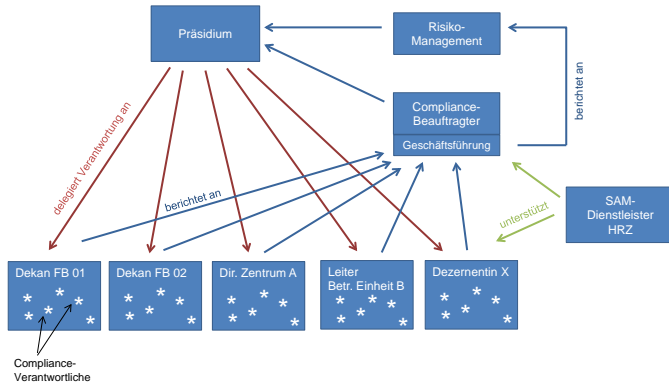 Präsidium
Risiko-
Management
Compliance-
Beauftragter
Geschäftsführung
berichtet an
delegiert Verantwortung an
berichtet an
unterstützt
SAM-
Dienstleister
HRZ
Dekan FB 01
Dekan FB 02
Dir. Zentrum A
Leiter
Betr. Einheit B
Dezernentin X
* * * * * *
* * * * * *
* * * * * *
* * * * * *
* * * * * *
Compliance-
Verantwortliche